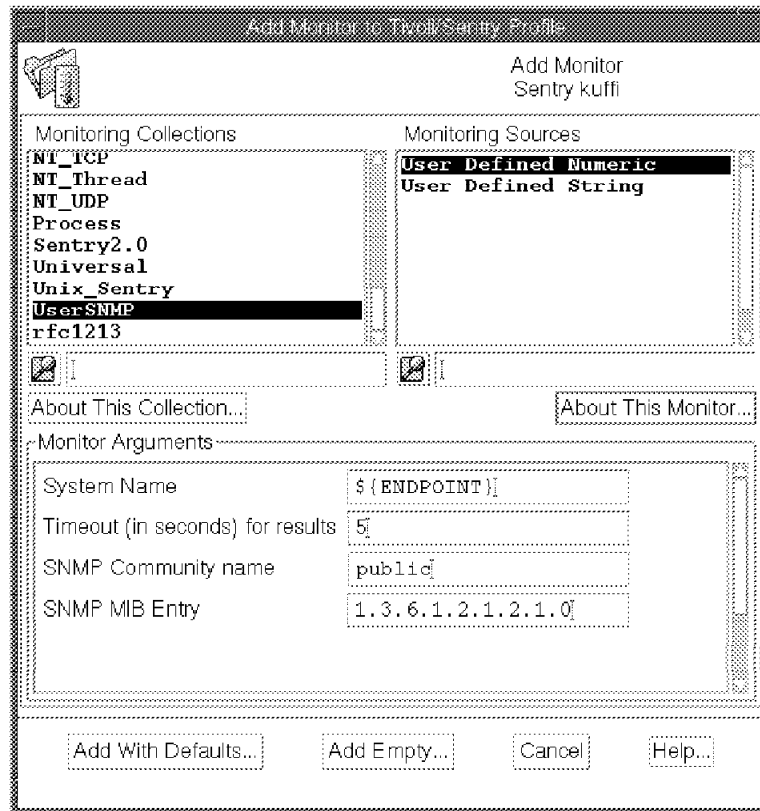 Add Monitor to Tivoli/Sentry Profile
Add Monitor
Sentry kuffi
Monitoring Collections
NT_TCP
NT_Thread
NT_UDP
Process
Sentry2.0
Universal
Unix_Sentry
UserSNMP
rfc1213
Monitoring Sources
User Defined Numeric
User Defined String
About This Collection...
About This Monitor...
Monitor Arguments
System Name ${ENDPOINT}
Timeout (in seconds) for results 5
SNMP Community name public
SNMP MIB Entry 1.3.6.1.2.1.2.1.0
Add With Defaults... Add Empty... Cancel Help...